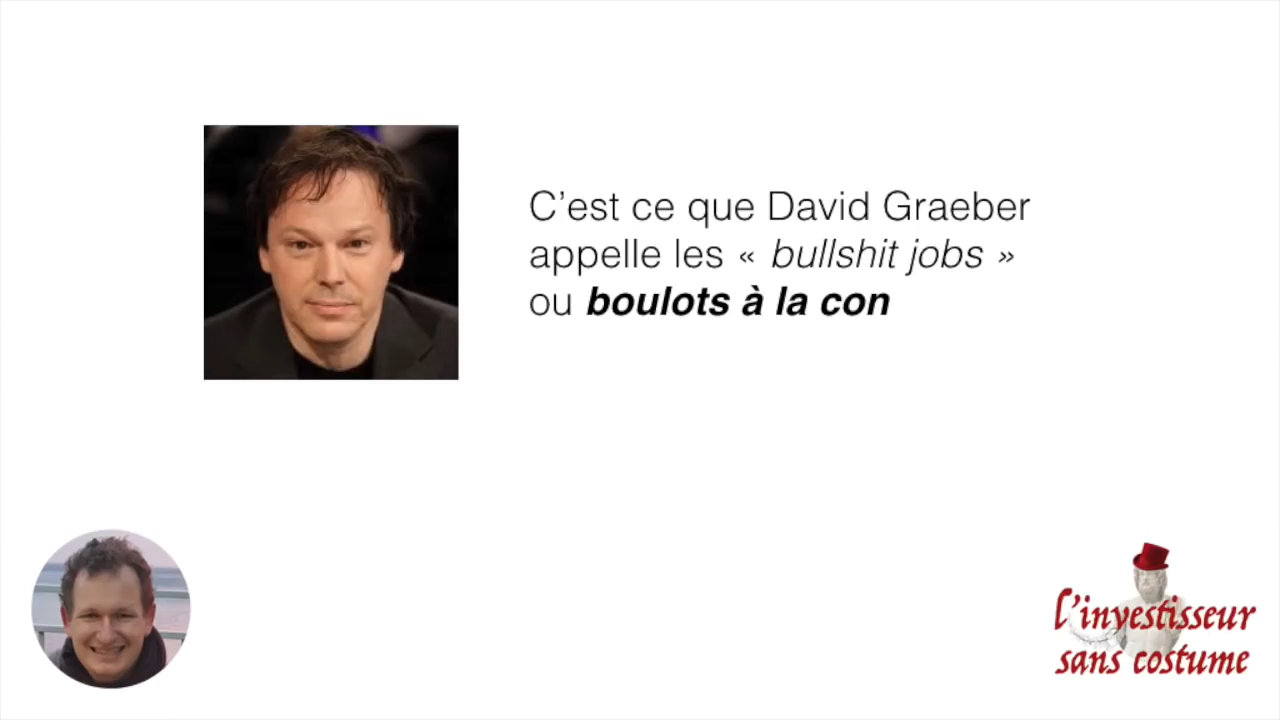 C’est ce que David Graeber
appelle les « bullshit jobs »
ou boulots à la con
L’investisseur
sans costume